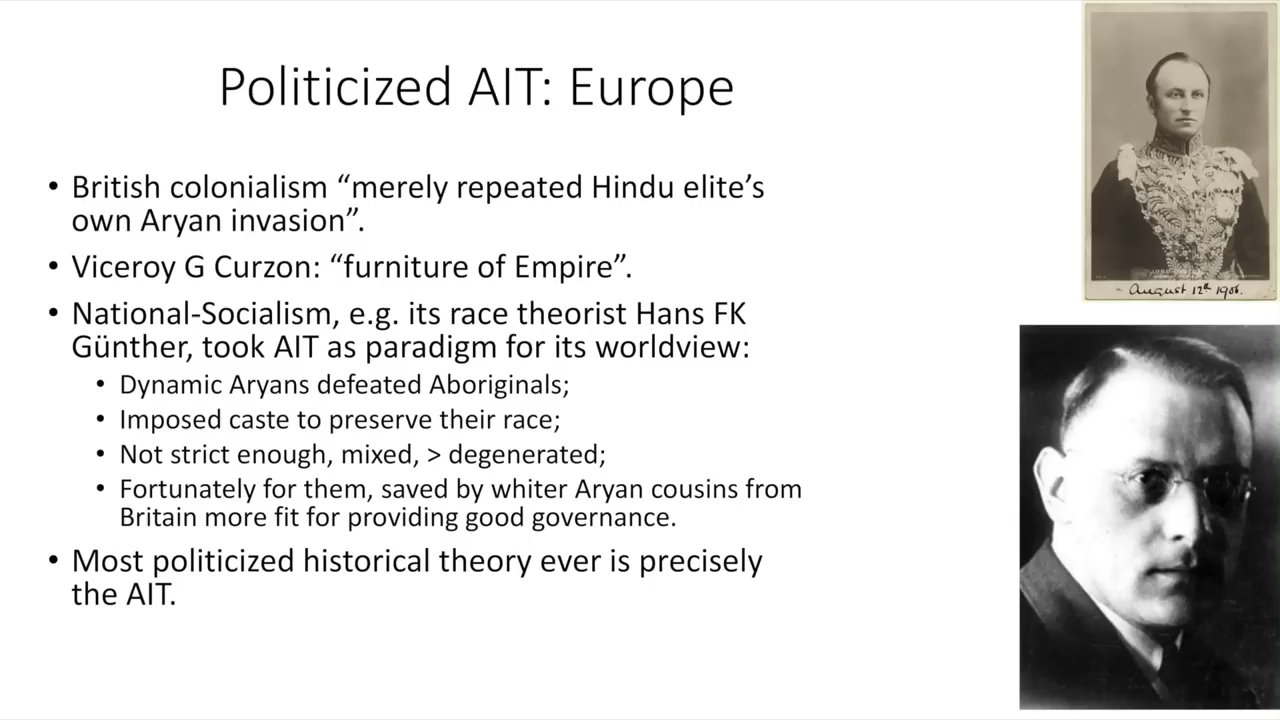 Politicized AIT: Europe
• British colonialism “merely repeated Hindu elite’s
own Aryan invasion”.
• Viceroy G Curzon: “furniture of Empire”.
• National-Socialism, e.g. its race theorist Hans FK
Günther, took AIT as paradigm for its worldview:
• Dynamic Aryans defeated Aboriginals;
• Imposed caste to preserve their race;
• Not strict enough, mixed, > degenerated;
• Fortunately for them, saved by whiter Aryan cousins from
Britain more fit for providing good governance.
• Most politicized historical theory ever is precisely
the AIT.
August 12th 1906.